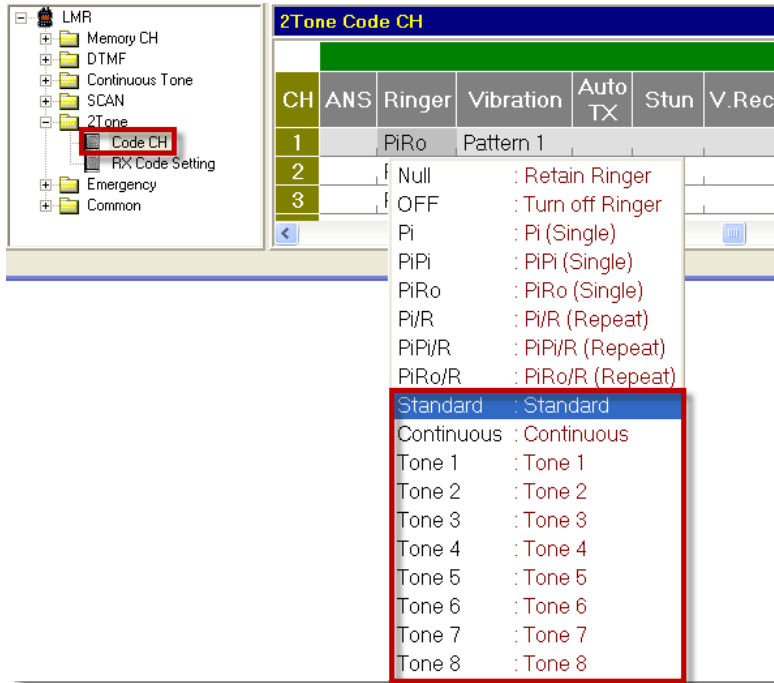 LMR
Memory CH
DTMF
Continuous Tone
SCAN
2Tone
Code CH
RX Code Setting
Emergency
Common
2Tone Code CH
CH ANS Ringer Vibration Auto TX Stun V.Rec
1 PiRo Pattern 1
2
3
Null : Retain Ringer
OFF : Turn off Ringer
Pi : Pi (Single)
PiPi : PiPi (Single)
PiRo : PiRo (Single)
Pi/R : Pi/R (Repeat)
PiPi/R : PiPi/R (Repeat)
PiRo/R : PiRo/R (Repeat)
Standard : Standard
Continuous : Continuous
Tone 1 : Tone 1
Tone 2 : Tone 2
Tone 3 : Tone 3
Tone 4 : Tone 4
Tone 5 : Tone 5
Tone 6 : Tone 6
Tone 7 : Tone 7
Tone 8 : Tone 8